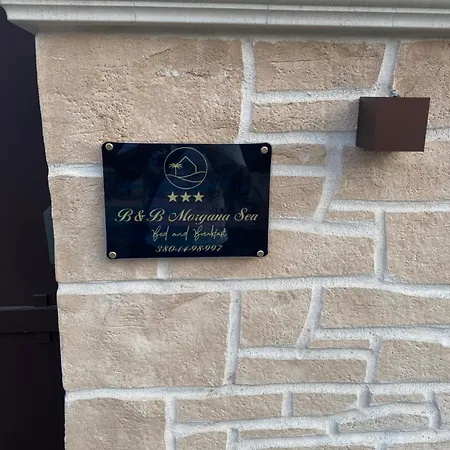 B&B Morgana Sea
Bed and Breakfast
380-14-98-997